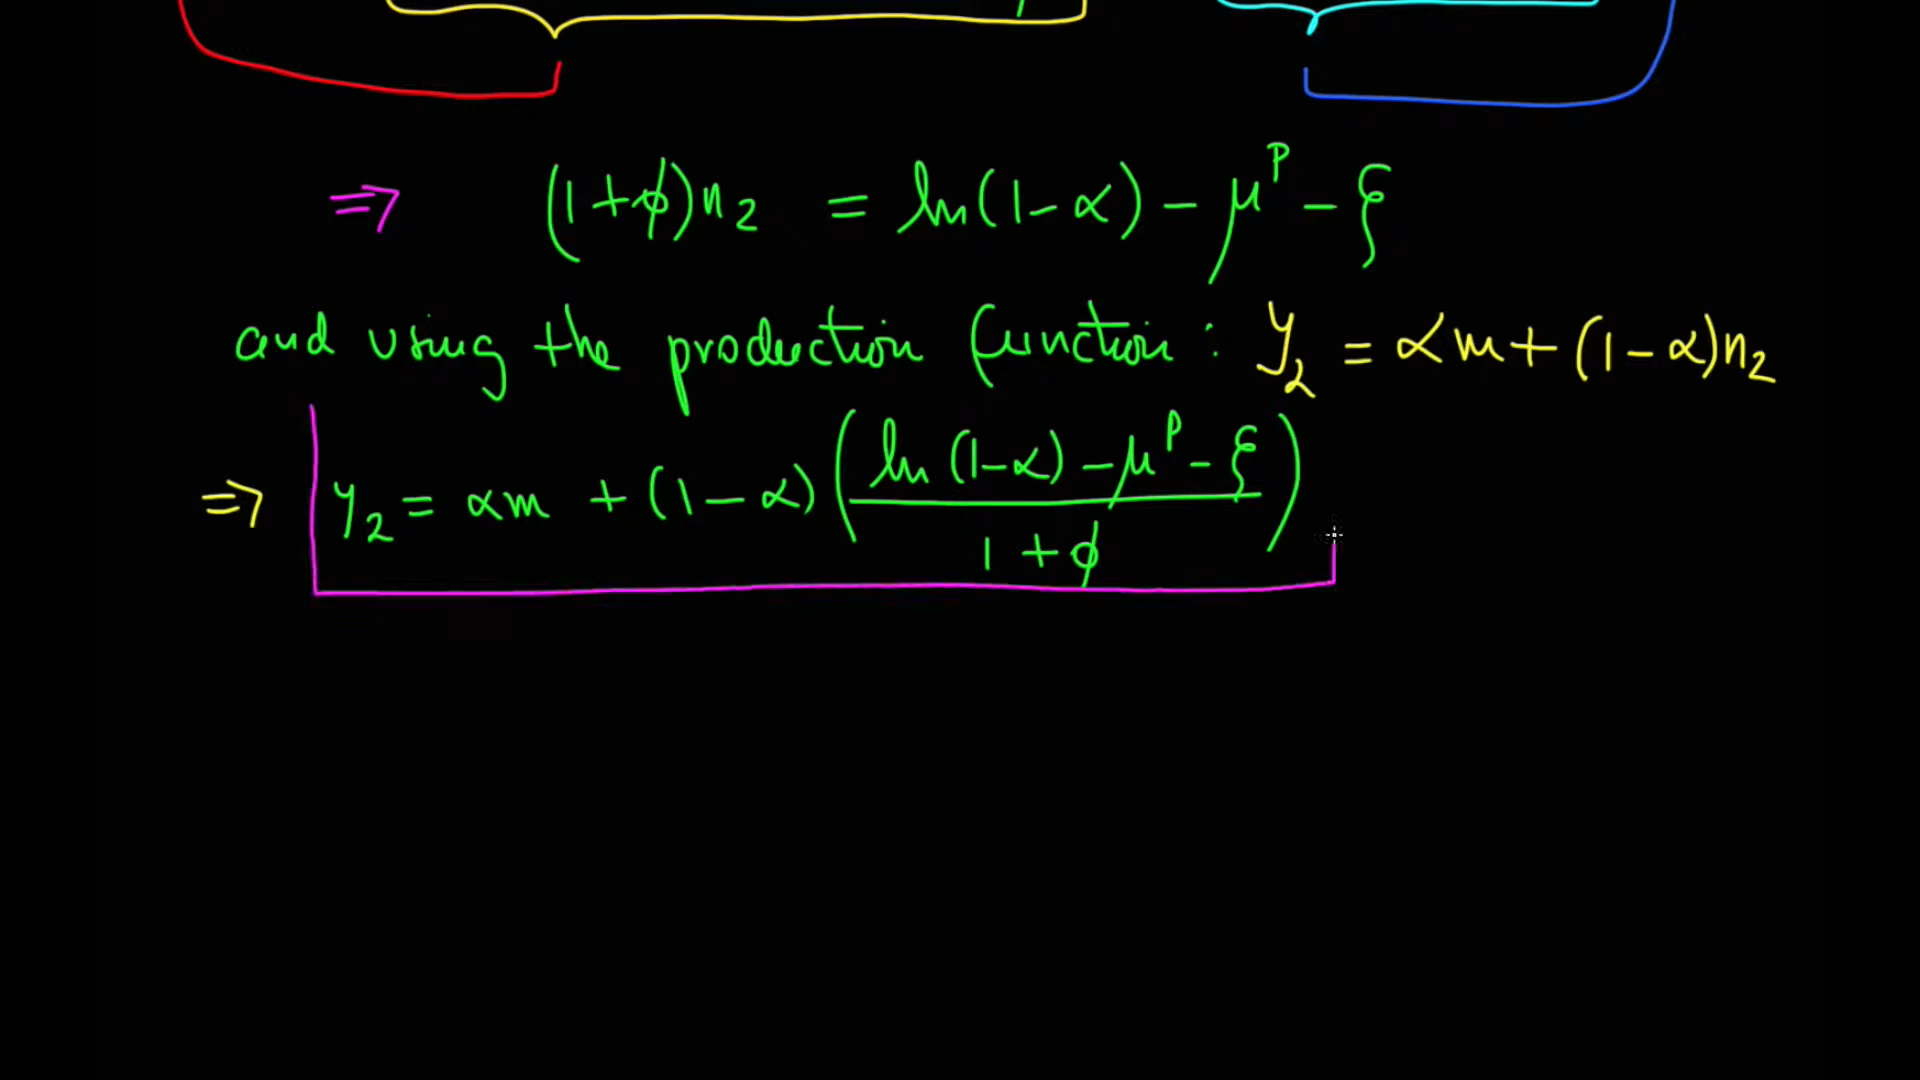 ⇒ (1+ϕ)n₂ = ln(1-α) - μᴾ - ξ
and using the production function : y₂ = αm + (1-α)n₂
⇒ y₂ = αm + (1-α)((ln(1-α) - μᴾ - ξ)/(1+ϕ))